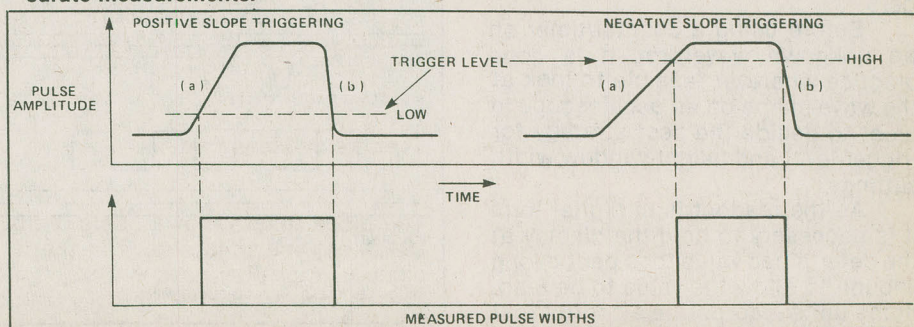 curate measurements.
POSITIVE SLOPE TRIGGERING
NEGATIVE SLOPE TRIGGERING
TRIGGER LEVEL
HIGH
(a)
(b)
(a)
(b)
PULSE
AMPLITUDE
LOW
TIME
MEASURED PULSE WIDTHS